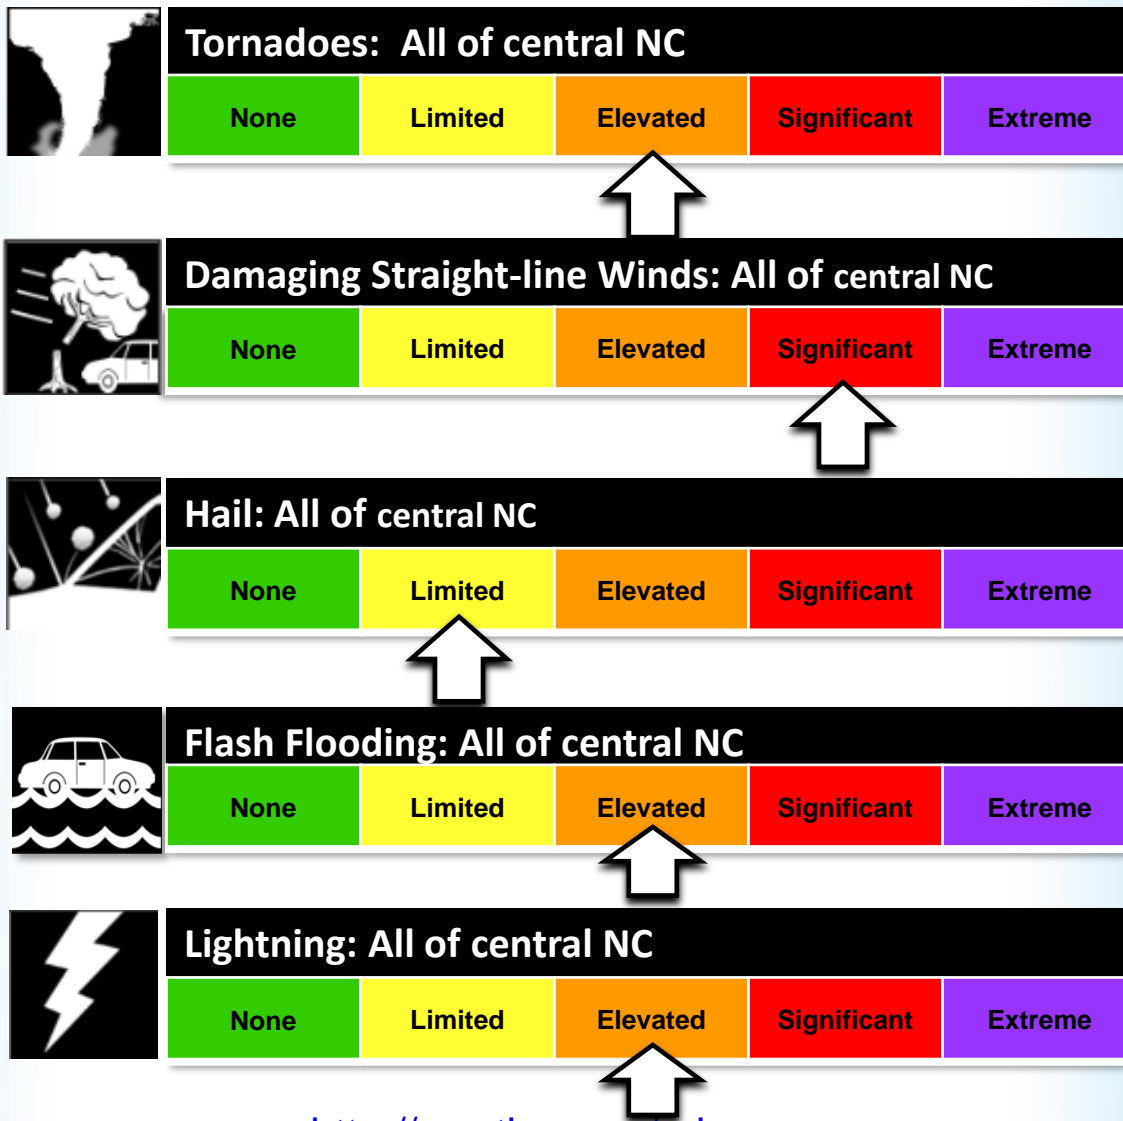 Tornadoes: All of central NC
None Limited Elevated Significant Extreme
Damaging Straight-line Winds: All of central NC
None Limited Elevated Significant Extreme
Hail: All of central NC
None Limited Elevated Significant Extreme
Flash Flooding: All of central NC
None Limited Elevated Significant Extreme
Lightning: All of central NC
None Limited Elevated Significant Extreme